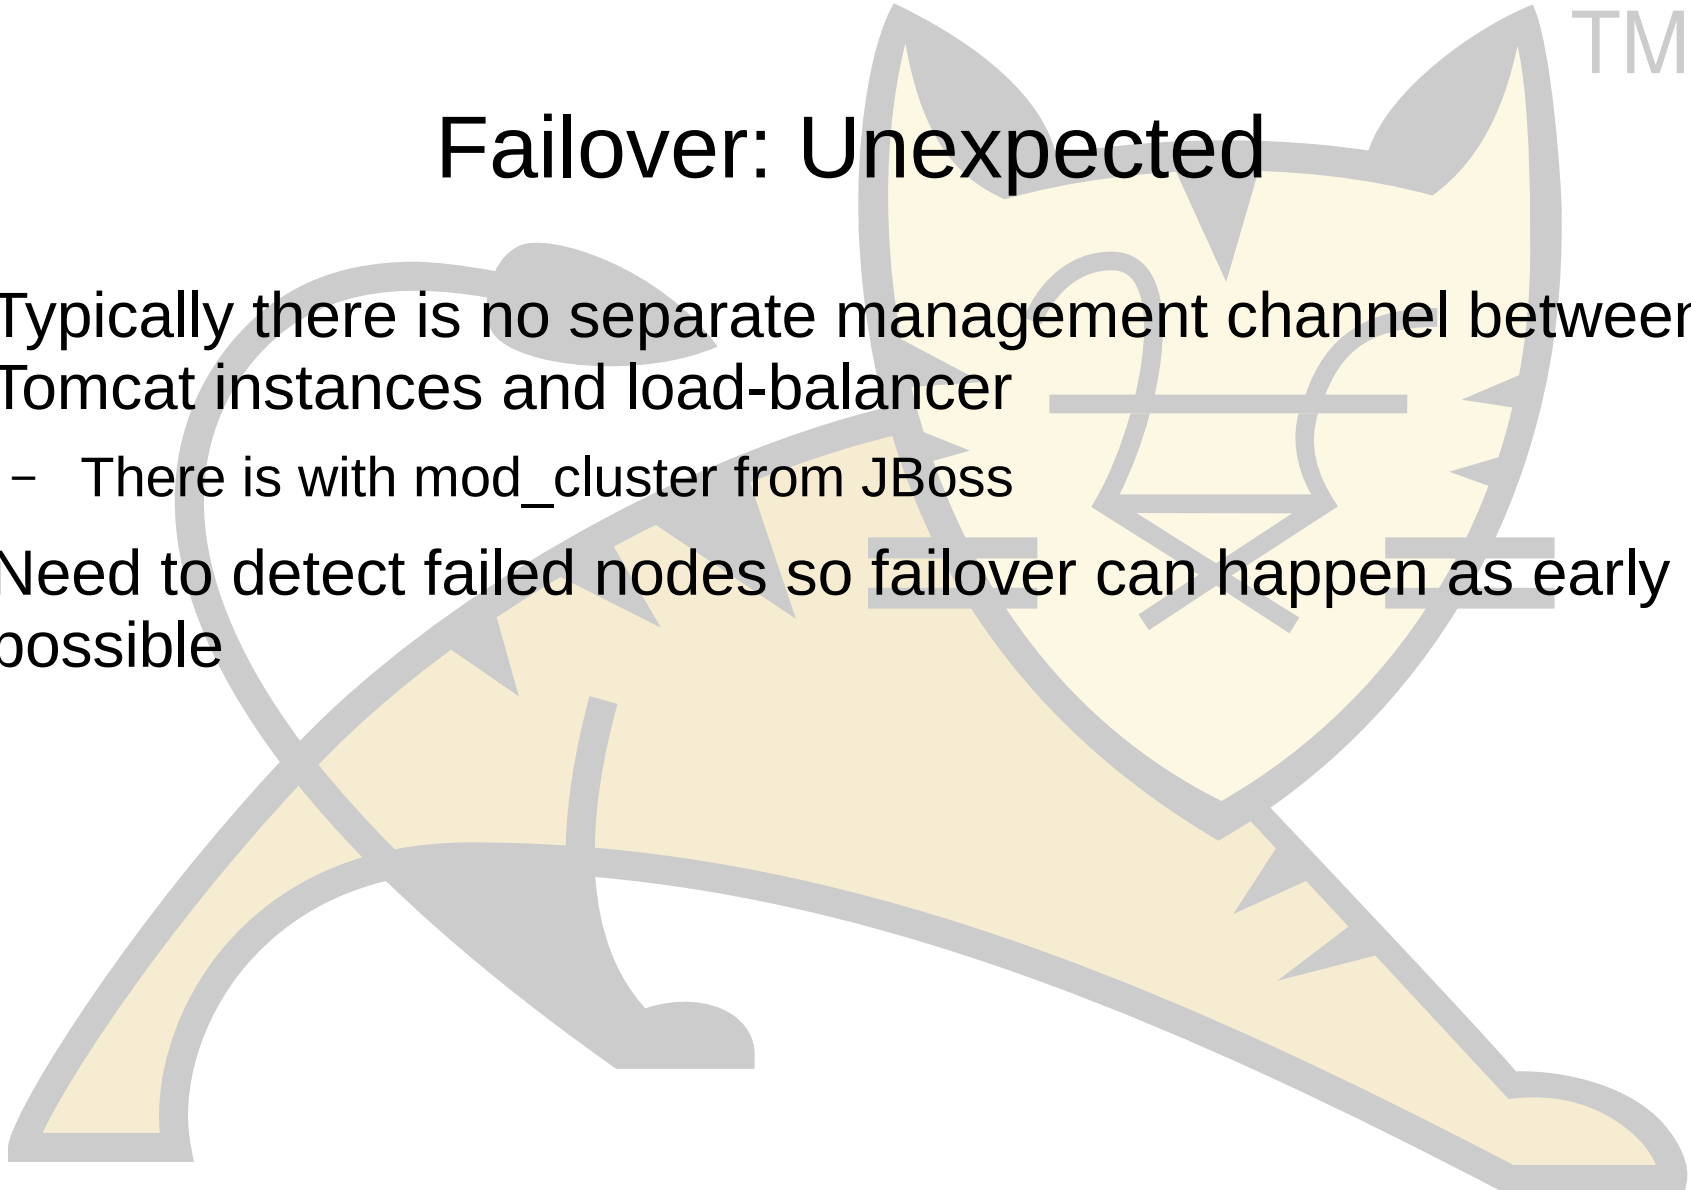 TM
Failover: Unexpected
Typically there is no separate management channel between
Tomcat instances and load-balancer
– There is with mod_cluster from JBoss
Need to detect failed nodes so failover can happen as early
possible